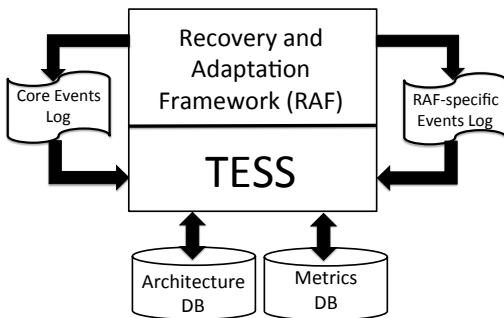 Recovery and
Adaptation
Framework (RAF)
Core Events
Log
RAF-specific
Events Log
TESS
Architecture
DB
Metrics
DB